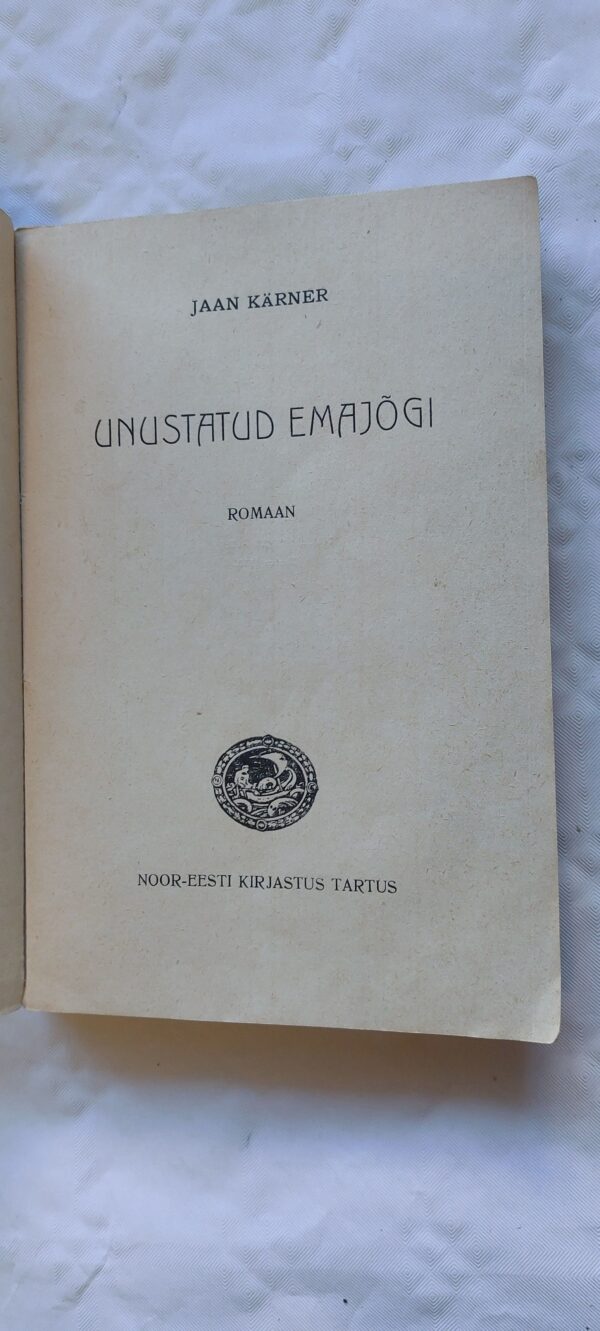 JAAN KÄRNER
UNUSTATUD EMAJÕGI
ROMAAN
NOOR-EESTI KIRJASTUS TARTUS